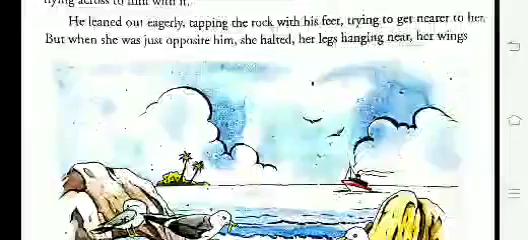 He leaned out eagerly, tapping the rock with his feet, trying to get nearer to her.
But when she was just opposite him, she halted, her legs hanging near, her wings